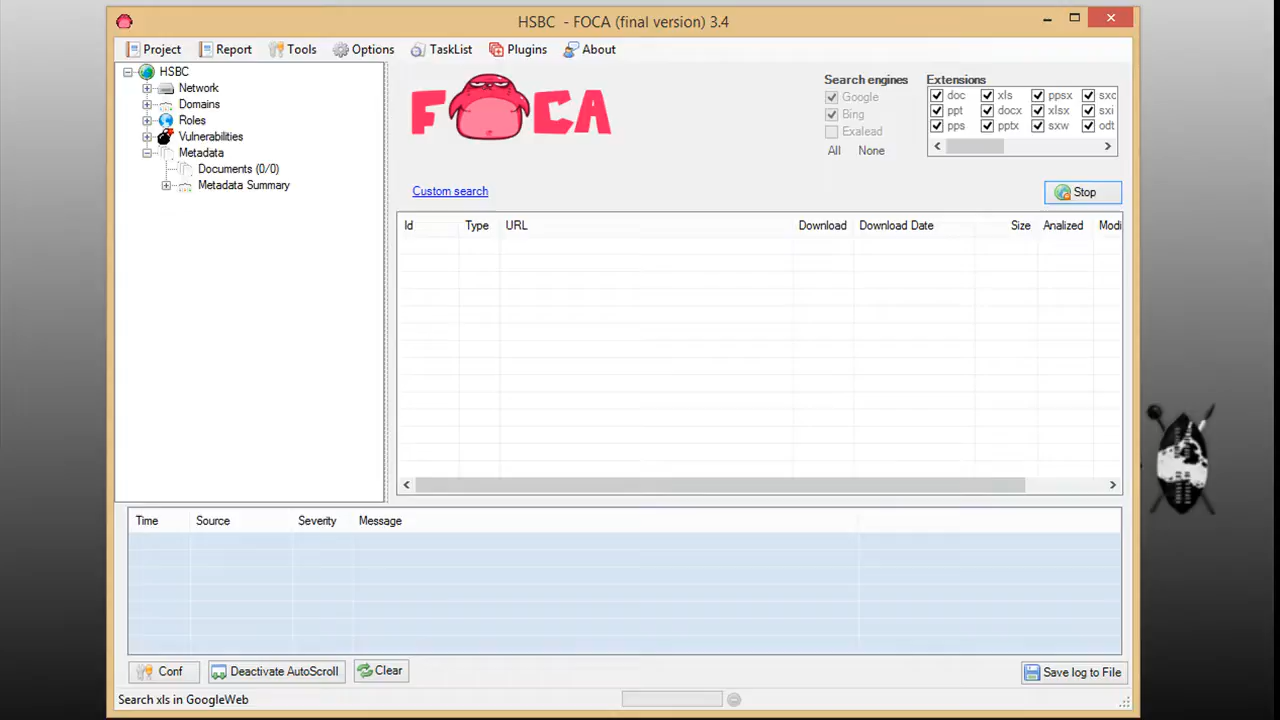 HSBC - FOCA (final version) 3.4
Project Report Tools Options TaskList Plugins About
HSBC
Network
Domains
Roles
Vulnerabilities
Metadata
Documents (0/0)
Metadata Summary
FOCA
Search engines
Google
Bing
Exalead
All None
Extensions
doc xls ppsx sxc
ppt docx xlsx sxi
pps pptx sxw odt
Custom search
Stop
Id Type URL Download Download Date Size Analized Modi
Time Source Severity Message
Conf Deactivate AutoScroll Clear Save log to File
Search xls in GoogleWeb